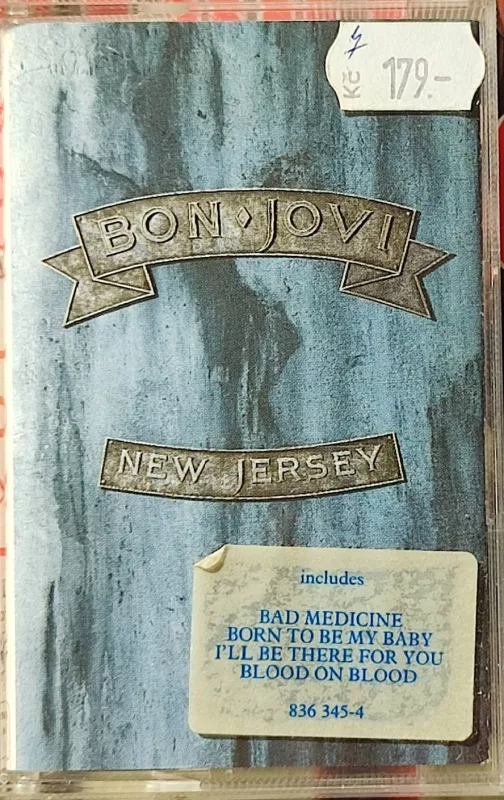 Kč 179.-
BON♦JOVI
NEW JERSEY
includes
BAD MEDICINE
BORN TO BE MY BABY
I'LL BE THERE FOR YOU
BLOOD ON BLOOD
836 345-4